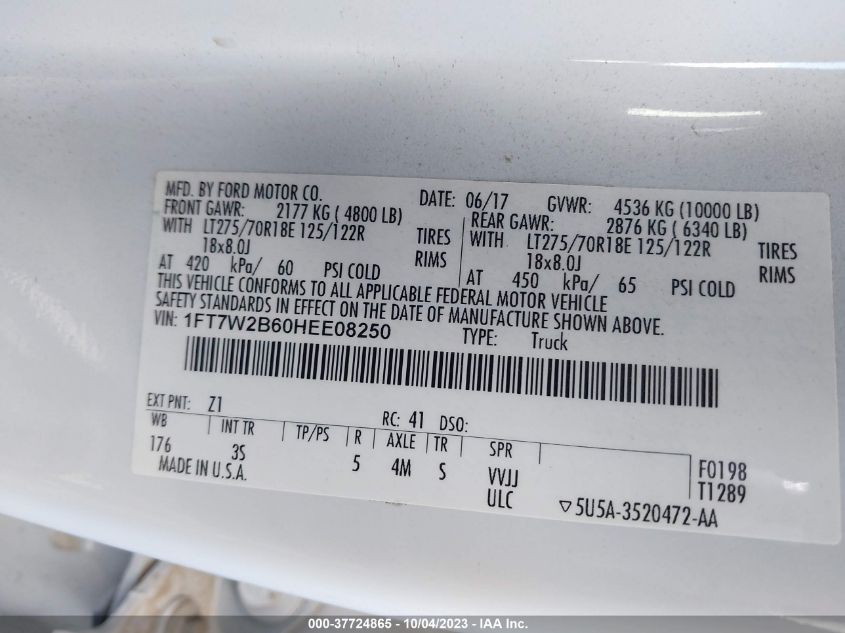 MFD. BY FORD MOTOR CO. DATE: 06/17 GVWR: 4536 KG (10000 LB)
FRONT GAWR: 2177 KG ( 4800 LB) REAR GAWR: 2876 KG ( 6340 LB)
WITH LT275/70R18E 125/122R TIRES WITH LT275/70R18E 125/122R TIRES
18x8.0J RIMS 18x8.0J RIMS
AT 420 kPa/ 60 PSI COLD AT 450 kPa/ 65 PSI COLD
THIS VEHICLE CONFORMS TO ALL APPLICABLE FEDERAL MOTOR VEHICLE
SAFETY STANDARDS IN EFFECT ON THE DATE OF MANUFACTURE SHOWN ABOVE.
VIN: 1FT7W2B60HEE08250 TYPE: Truck
EXT PNT: Z1 RC: 41 DSO:
WB INT TR TP/PS R AXLE TR SPR F0198
176 3S 5 4M S VVJJ T1289
MADE IN U.S.A. ULC ▽5U5A-3520472-AA
000-37724865 - 10/04/2023 - IAA Inc.